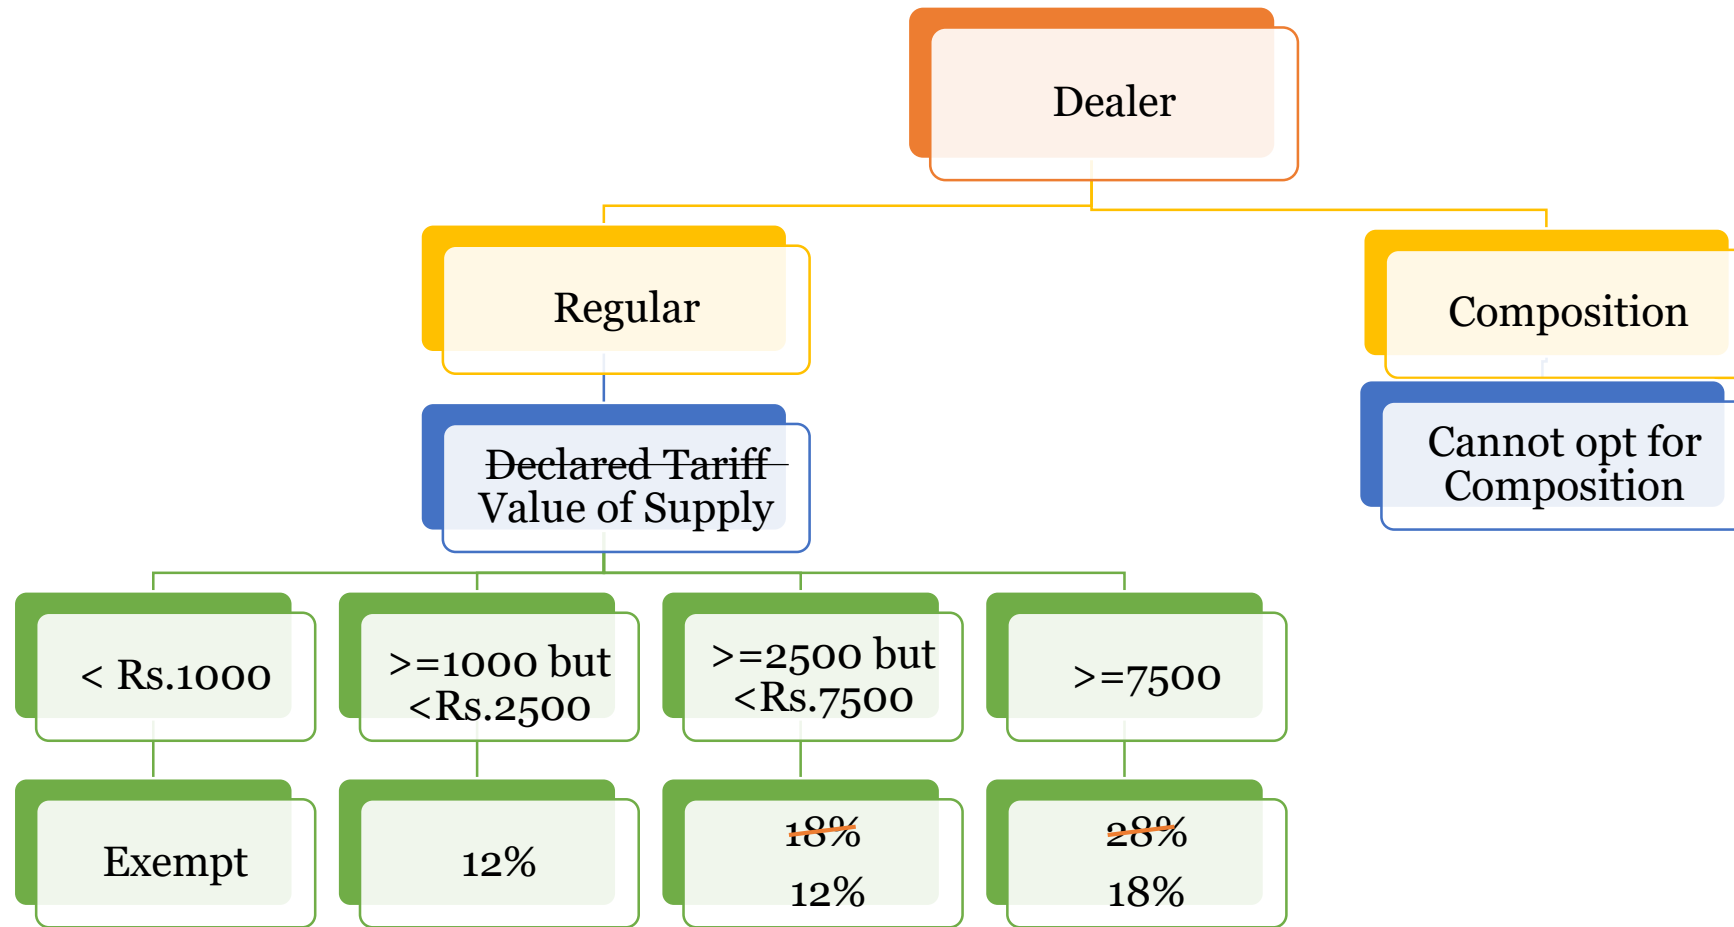 Dealer
Regular
Composition
Declared Tariff
Value of Supply
Cannot opt for
Composition
< Rs.1000
>=1000 but
<Rs.2500
>=2500 but
<Rs.7500
>=7500
Exempt
12%
18%
12%
28%
18%